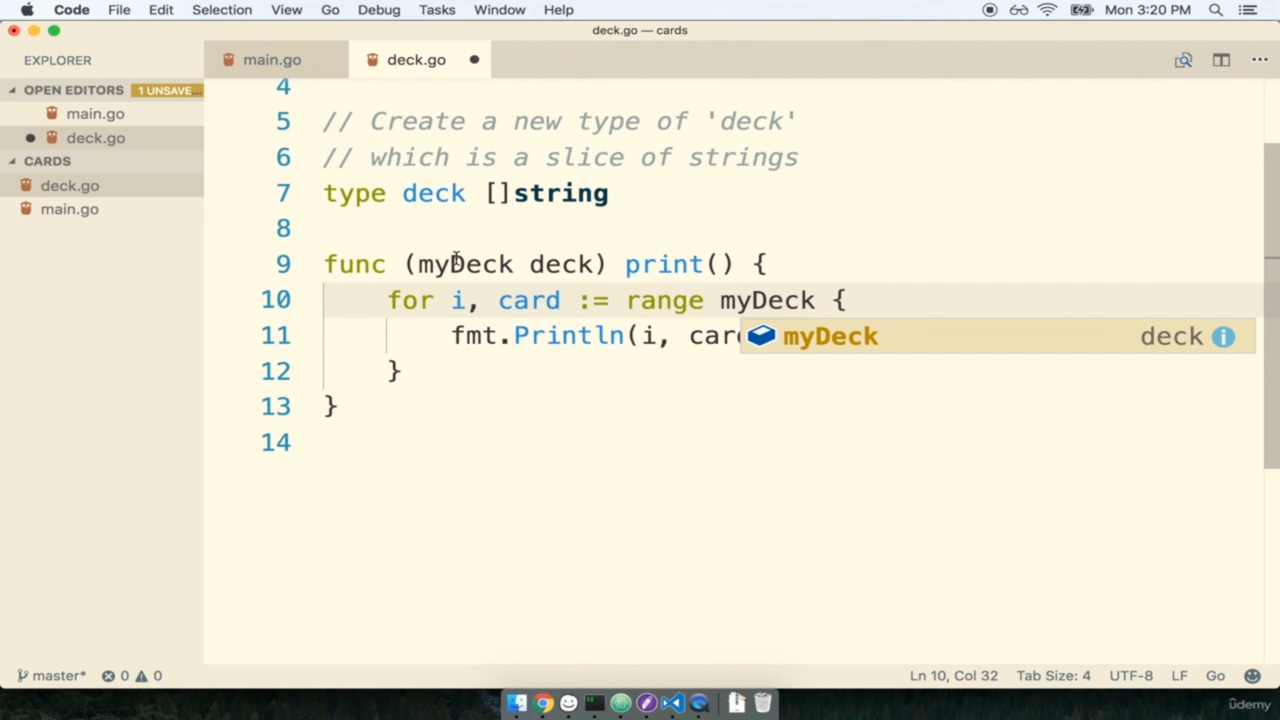 Code File Edit Selection View Go Debug Tasks Window Help Mon 3:20 PM
deck.go — cards
EXPLORER main.go deck.go
OPEN EDITORS 1 UNSAVE...
main.go
deck.go
CARDS
deck.go
main.go
4
5 // Create a new type of 'deck'
6 // which is a slice of strings
7 type deck []string
8
9 func (myDeck deck) print() {
10 for i, card := range myDeck {
11 fmt.Println(i, car myDeck deck
12 }
13 }
14
master* 0 0 Ln 10, Col 32 Tab Size: 4 UTF-8 LF Go
ûdemy